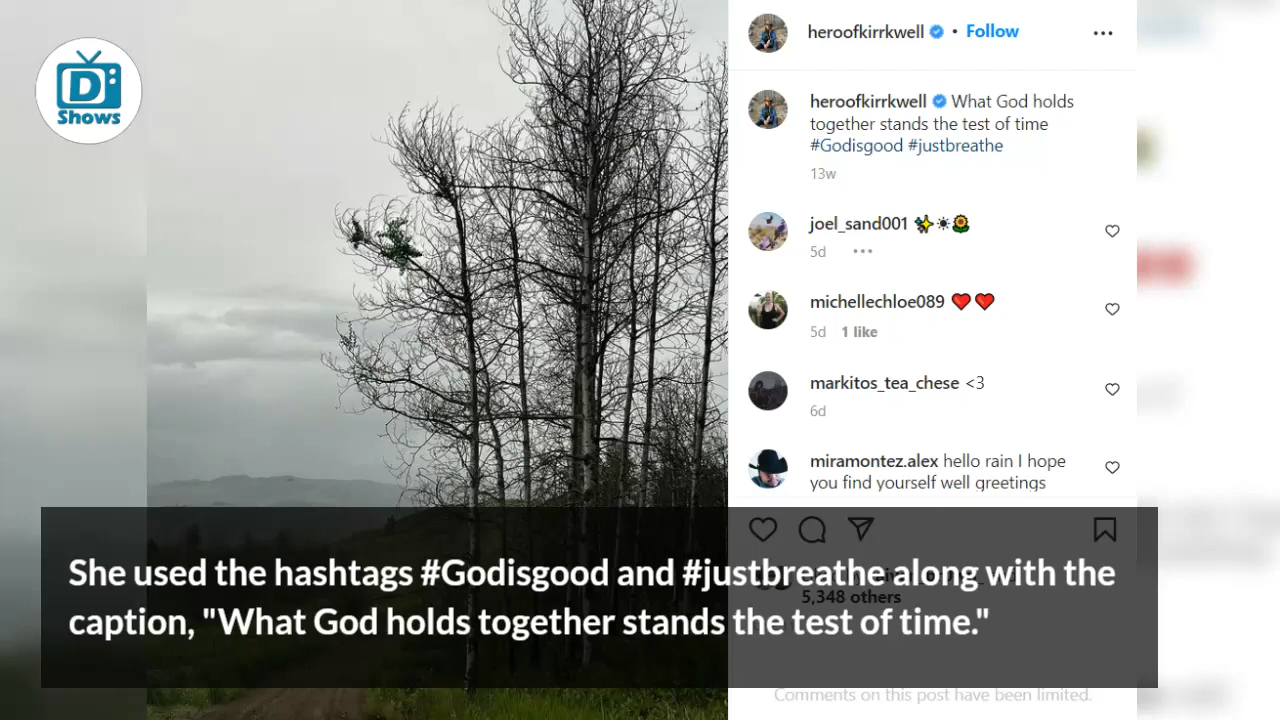 D
Shows
heroofkirrkwell • Follow
heroofkirrkwell What God holds
together stands the test of time
#Godisgood #justbreathe
13w
joel_sand001 ✨☀🌻
5d
michellechloe089 ❤️❤️
5d 1 like
markitos_tea_chese <3
6d
miramontez.alex hello rain I hope
you find yourself well greetings
5,348 others
She used the hashtags #Godisgood and #justbreathe along with the
caption, "What God holds together stands the test of time."
Comments on this post have been limited.